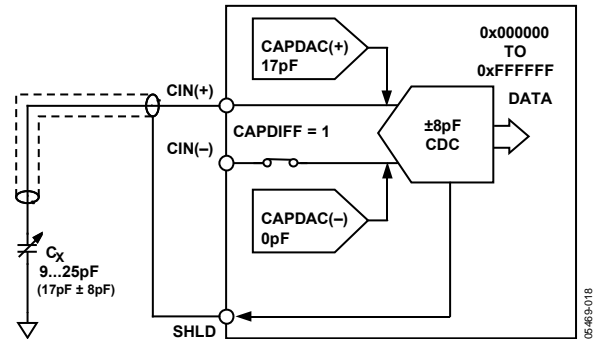 CAPDAC(+)
17pF
0x000000
TO
0xFFFFFF
DATA
CIN(+)
CAPDIFF = 1
±8pF
CDC
CIN(–)
CAPDAC(–)
0pF
CX
9...25pF
(17pF ± 8pF)
SHLD
05469-018